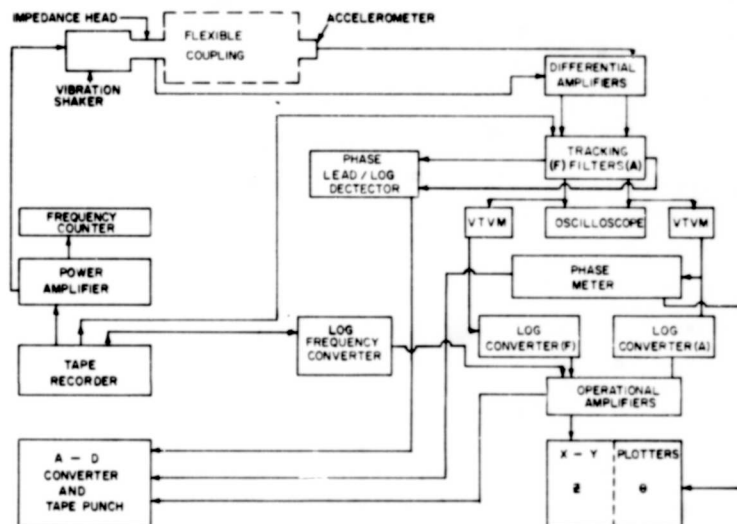 IMPEDANCE HEAD
FLEXIBLE
COUPLING
ACCELEROMETER
VIBRATION
SHAKER
DIFFERENTIAL
AMPLIFIERS
TRACKING
(F) FILTERS (A)
PHASE
LEAD / LOG
DECTECTOR
FREQUENCY
COUNTER
VTVM
OSCILLOSCOPE
VTVM
POWER
AMPLIFIER
PHASE
METER
TAPE
RECORDER
LOG
FREQUENCY
CONVERTER
LOG
CONVERTER (F)
LOG
CONVERTER (A)
OPERATIONAL
AMPLIFIERS
A - D
CONVERTER
AND
TAPE PUNCH
X - Y PLOTTERS
Z θ